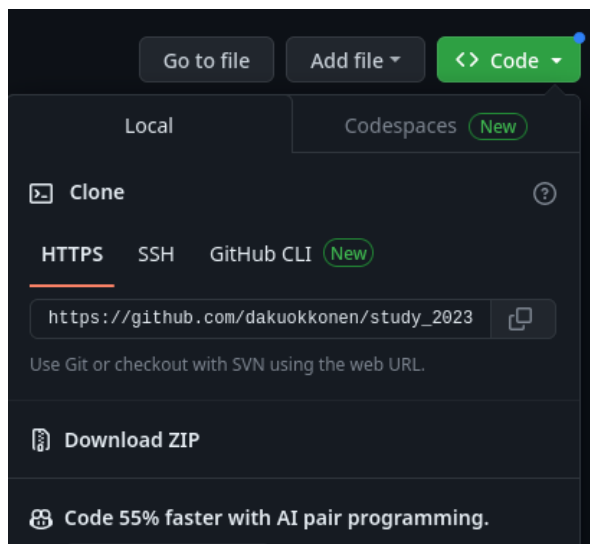 Go to file Add file <> Code
Local Codespaces New
Clone
HTTPS SSH GitHub CLI New
https://github.com/dakuokkonen/study_2023
Use Git or checkout with SVN using the web URL.
Download ZIP
Code 55% faster with AI pair programming.